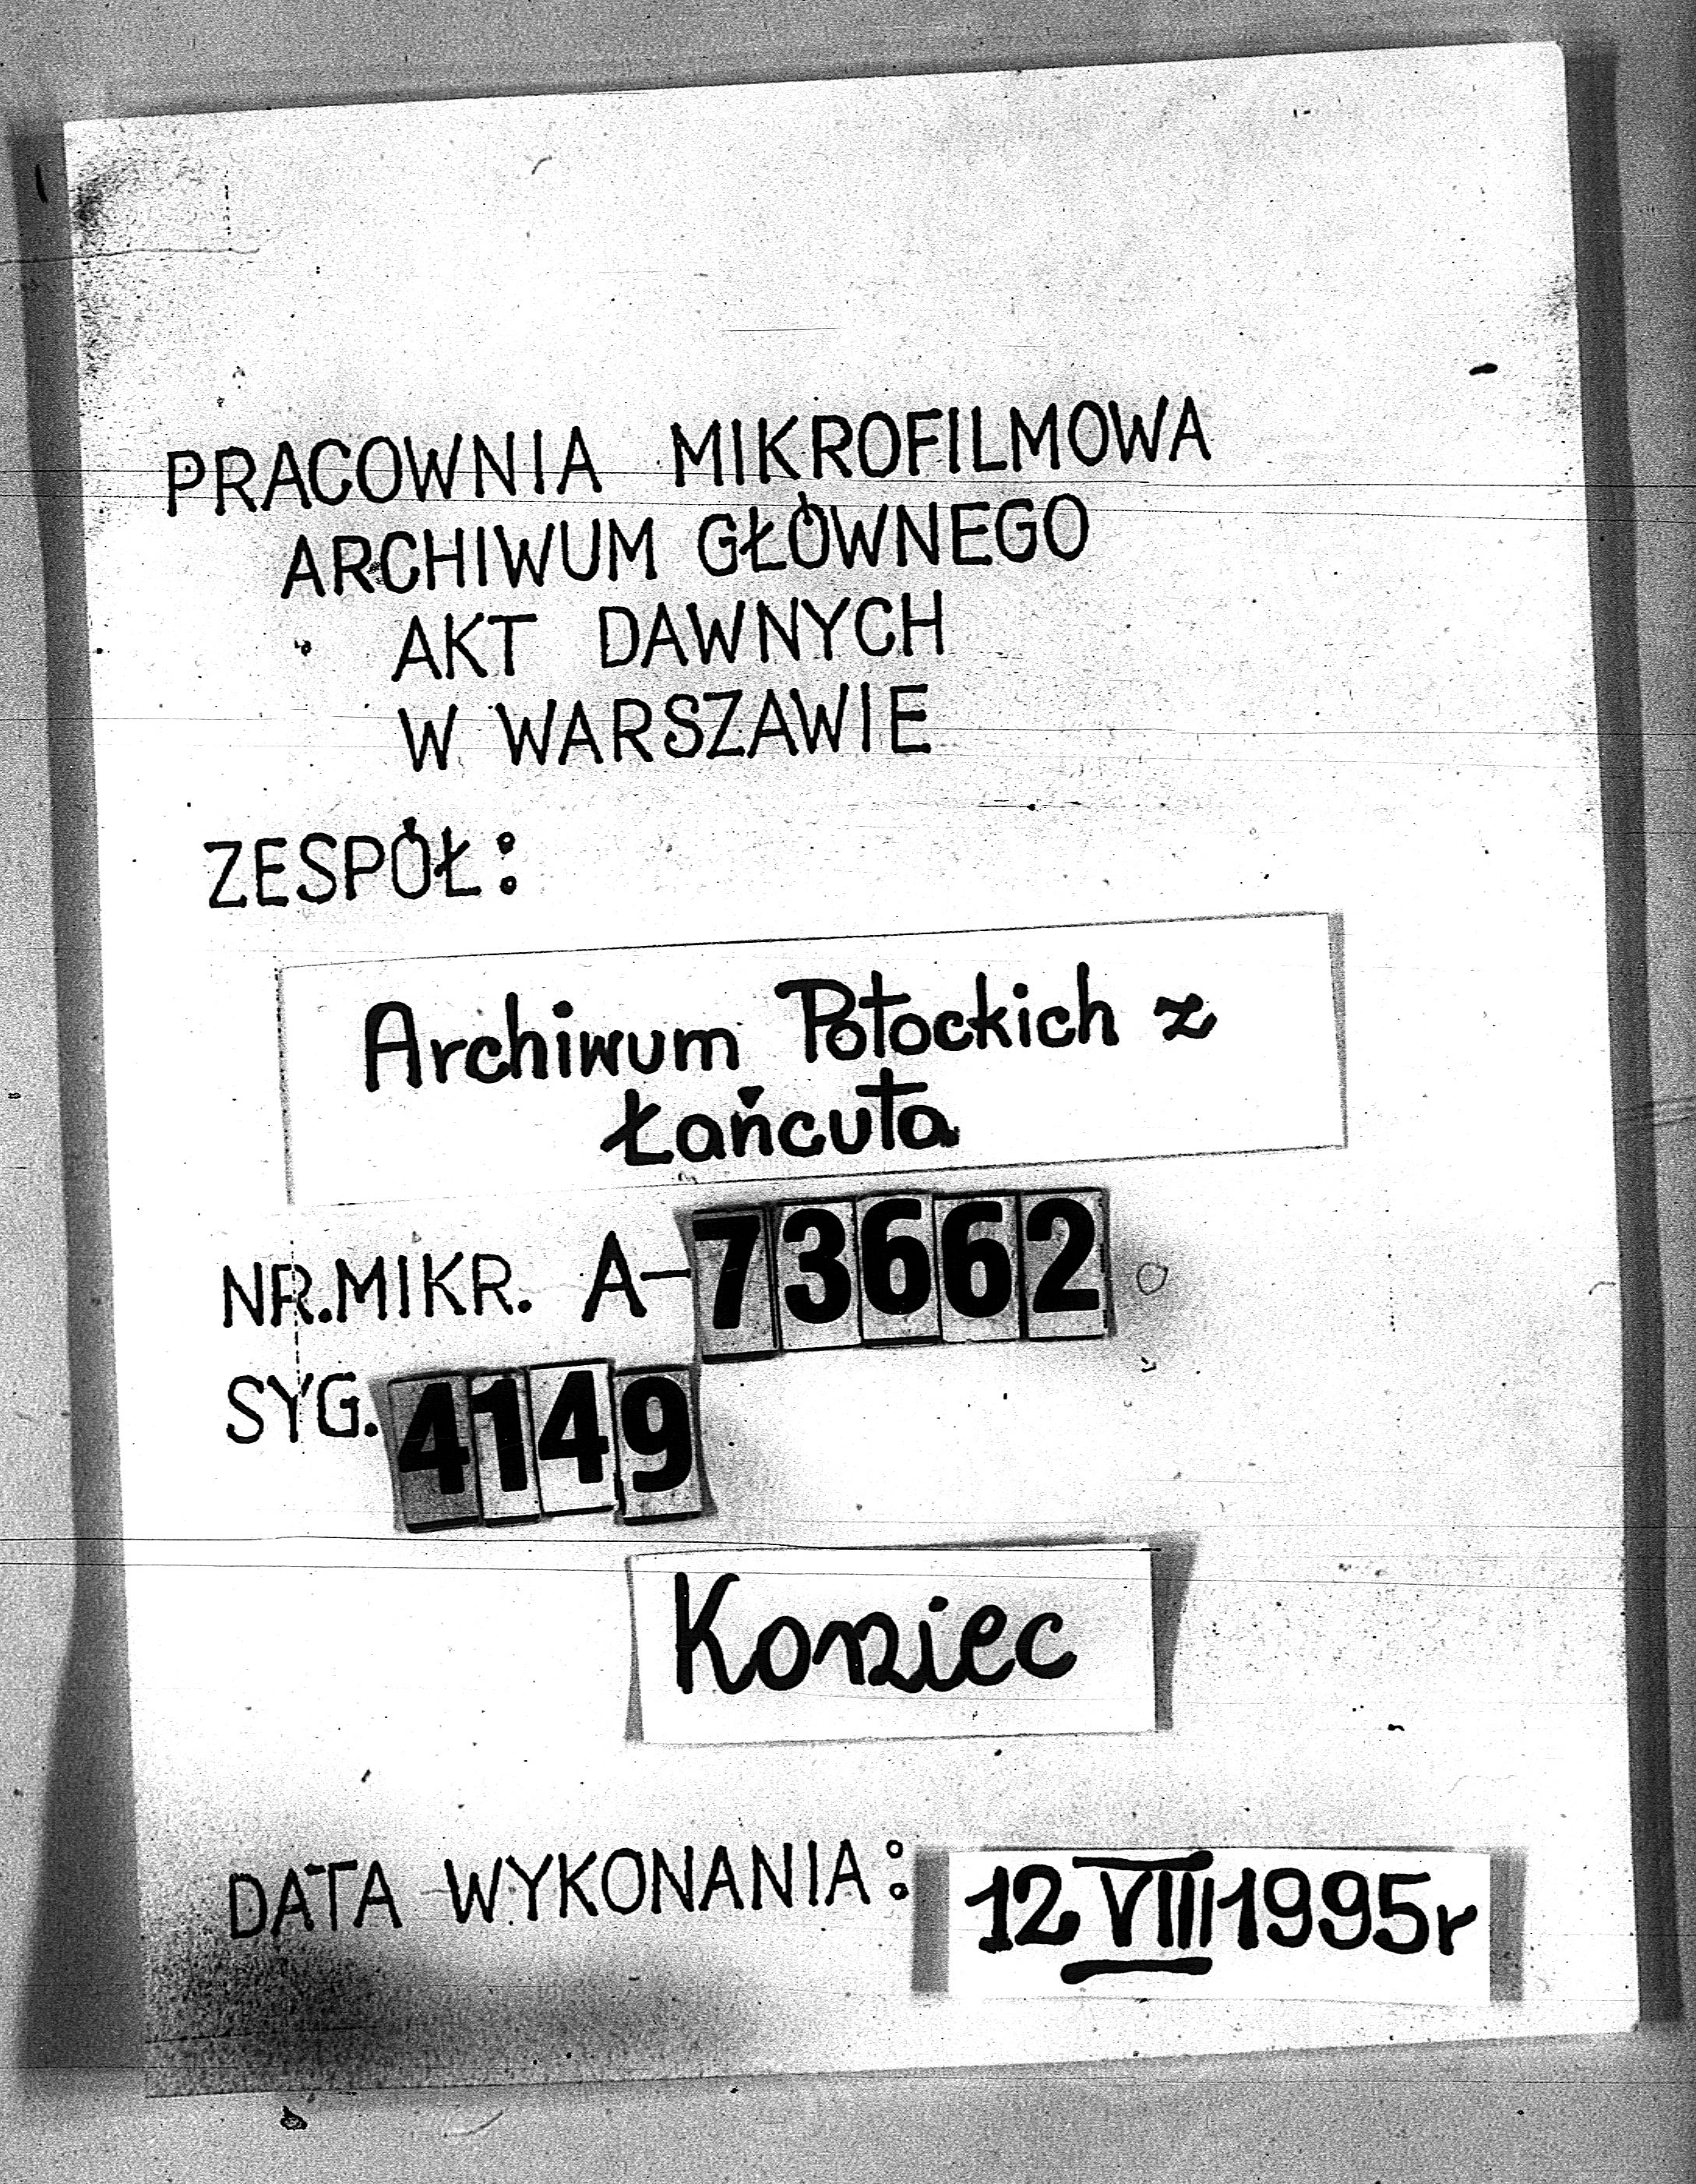 PRACOWNIA MIKROFILMOWA
ARCHIWUM GŁÓWNEGO
AKT DAWNYCH
W WARSZAWIE
ZESPÓŁ:
Archiwum Potockich z
Łańcuta
NR.MIKR. A-73662
SYG. 4149
Koniec
DATA WYKONANIA: 12 VIII 1995r